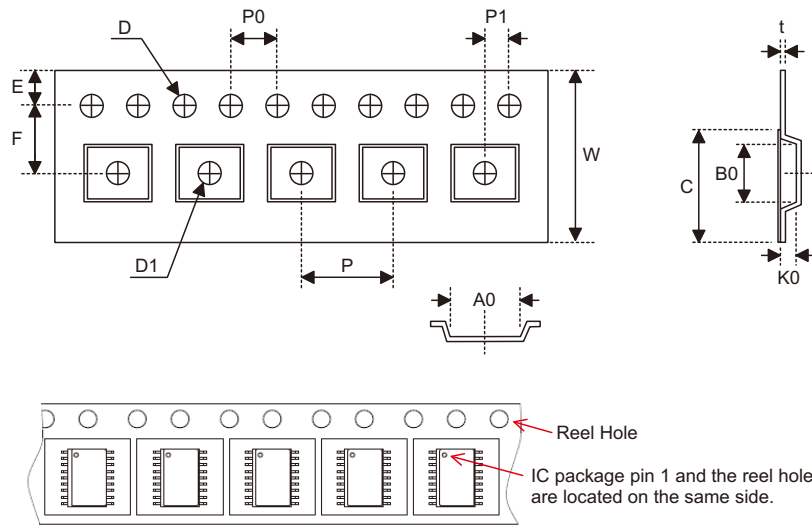 D
P0
P1
t
E
F
W
C
B0
D1
P
K0
A0
Reel Hole
IC package pin 1 and the reel hole
are located on the same side.